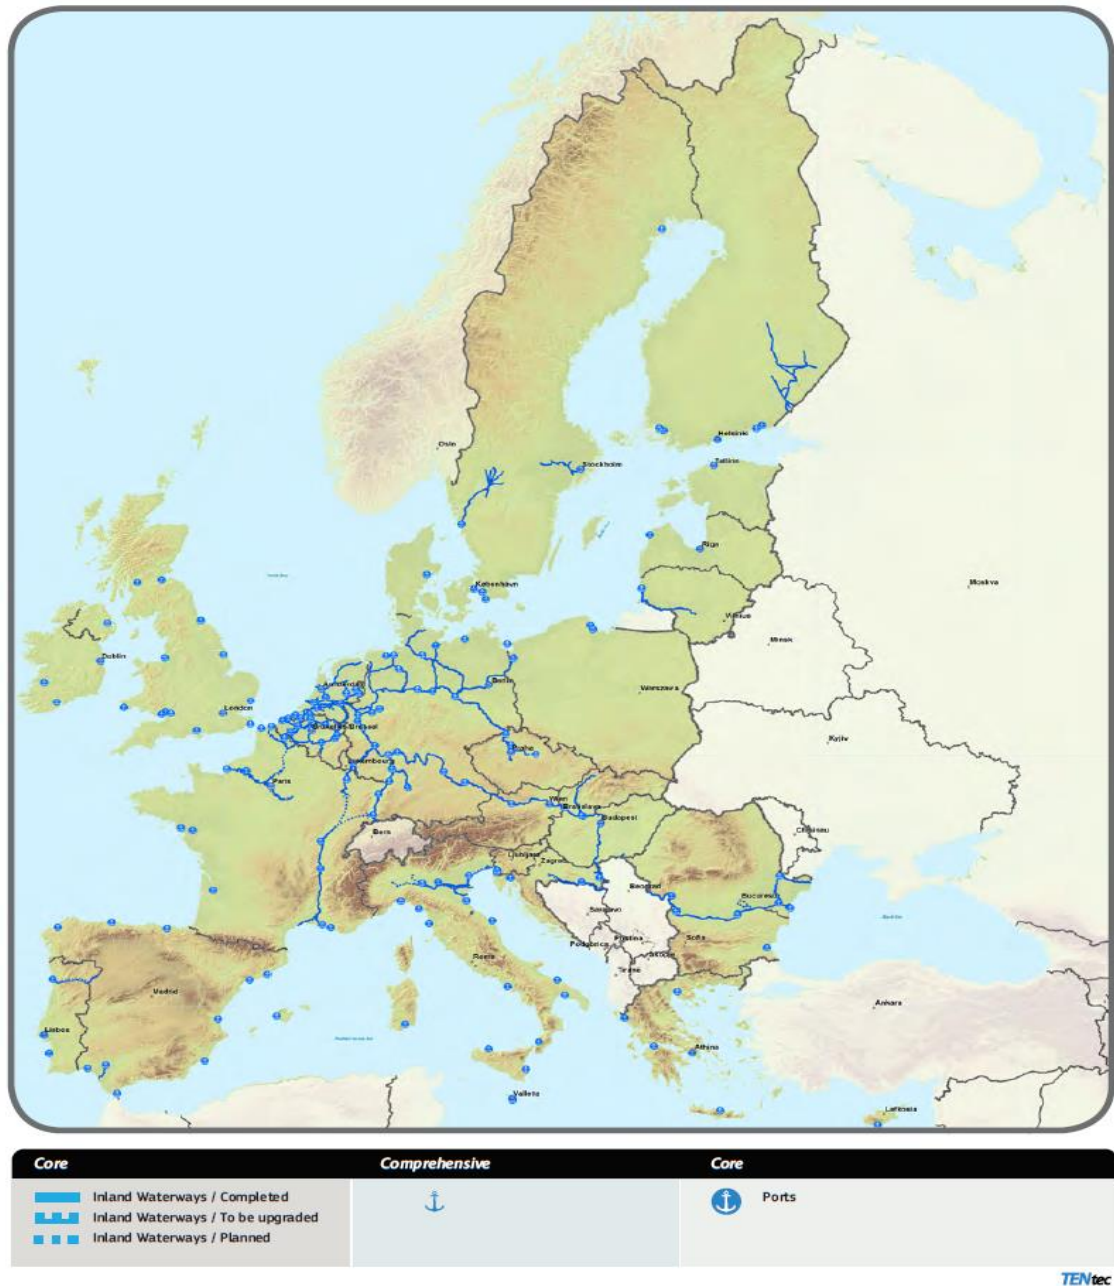 Oslo
Helsinki
Stockholm
Tallinn
Riga
København
Moskva
Vilnius
Minsk
Dublin
Amsterdam
Berlin
Warszawa
London
Kyjiv
Praha
Luxembourg
Paris
Wien
Bratislava
Budapest
Bern
Chisinau
Ljubljana
Zagreb
Beograd
Bucuresti
Sarajevo
Sofia
Pristina
Podgorica
Skopje
Roma
Tirane
Madrid
Ankara
Lisboa
Athina
Valletta
Lefkosia
Core
Comprehensive
Core
Inland Waterways / Completed
Ports
Inland Waterways / To be upgraded
Inland Waterways / Planned
TENtec